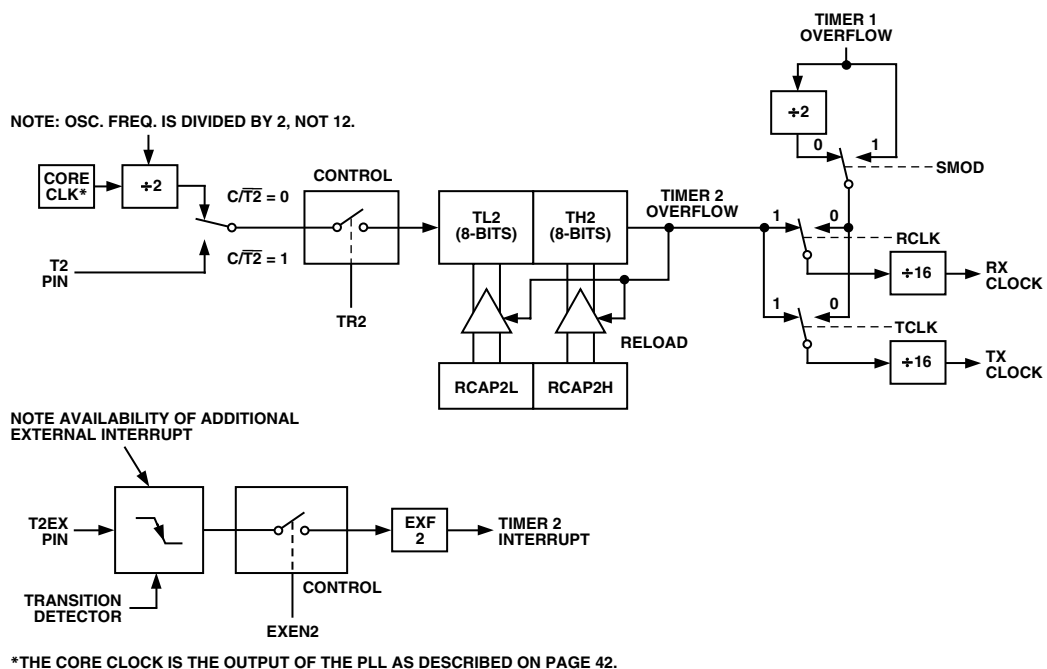 TIMER 1
OVERFLOW
÷2
0
1
SMOD
NOTE: OSC. FREQ. IS DIVIDED BY 2, NOT 12.
CORE
CLK*
÷2
C/T2̅ = 0
C/T2̅ = 1
T2
PIN
CONTROL
TR2
TL2
(8-BITS)
TH2
(8-BITS)
TIMER 2
OVERFLOW
RELOAD
RCAP2L
RCAP2H
1
0
RCLK
÷16
RX
CLOCK
1
0
TCLK
÷16
TX
CLOCK
NOTE AVAILABILITY OF ADDITIONAL
EXTERNAL INTERRUPT
T2EX
PIN
TRANSITION
DETECTOR
CONTROL
EXEN2
EXF
2
TIMER 2
INTERRUPT
*THE CORE CLOCK IS THE OUTPUT OF THE PLL AS DESCRIBED ON PAGE 42.